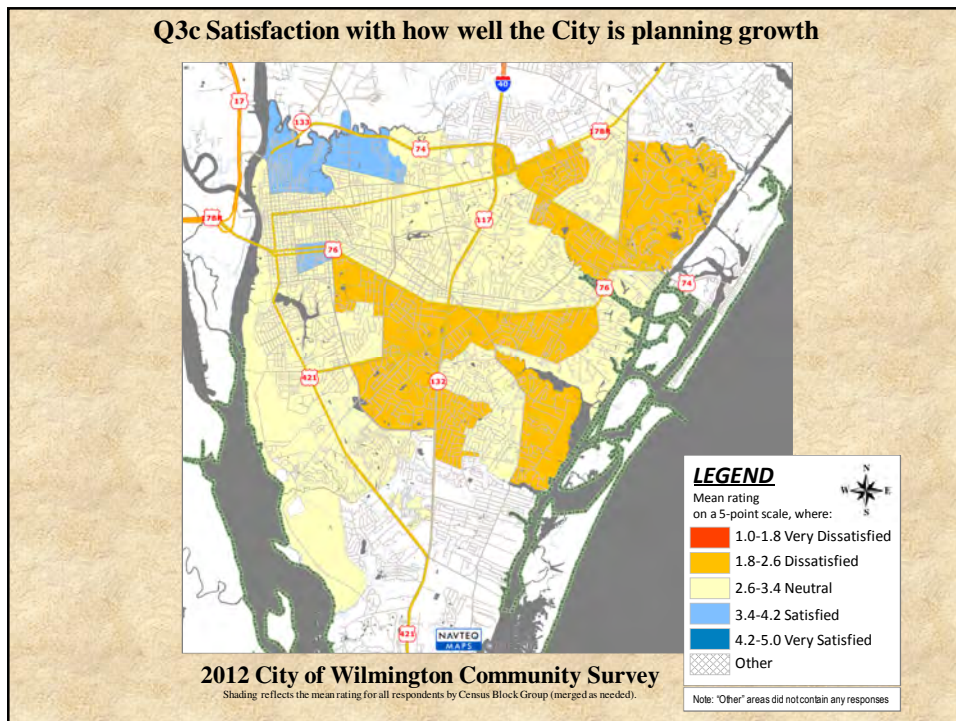 Q3c Satisfaction with how well the City is planning growth
40
17
133
178R
74
117
178R
76
76
74
421
132
421
NAVTEQ
MAPS
LEGEND
N
W E
S
Mean rating
on a 5-point scale, where:
1.0-1.8 Very Dissatisfied
1.8-2.6 Dissatisfied
2.6-3.4 Neutral
3.4-4.2 Satisfied
4.2-5.0 Very Satisfied
Other
Note: “Other” areas did not contain any responses
2012 City of Wilmington Community Survey
Shading reflects the mean rating for all respondents by Census Block Group (merged as needed).